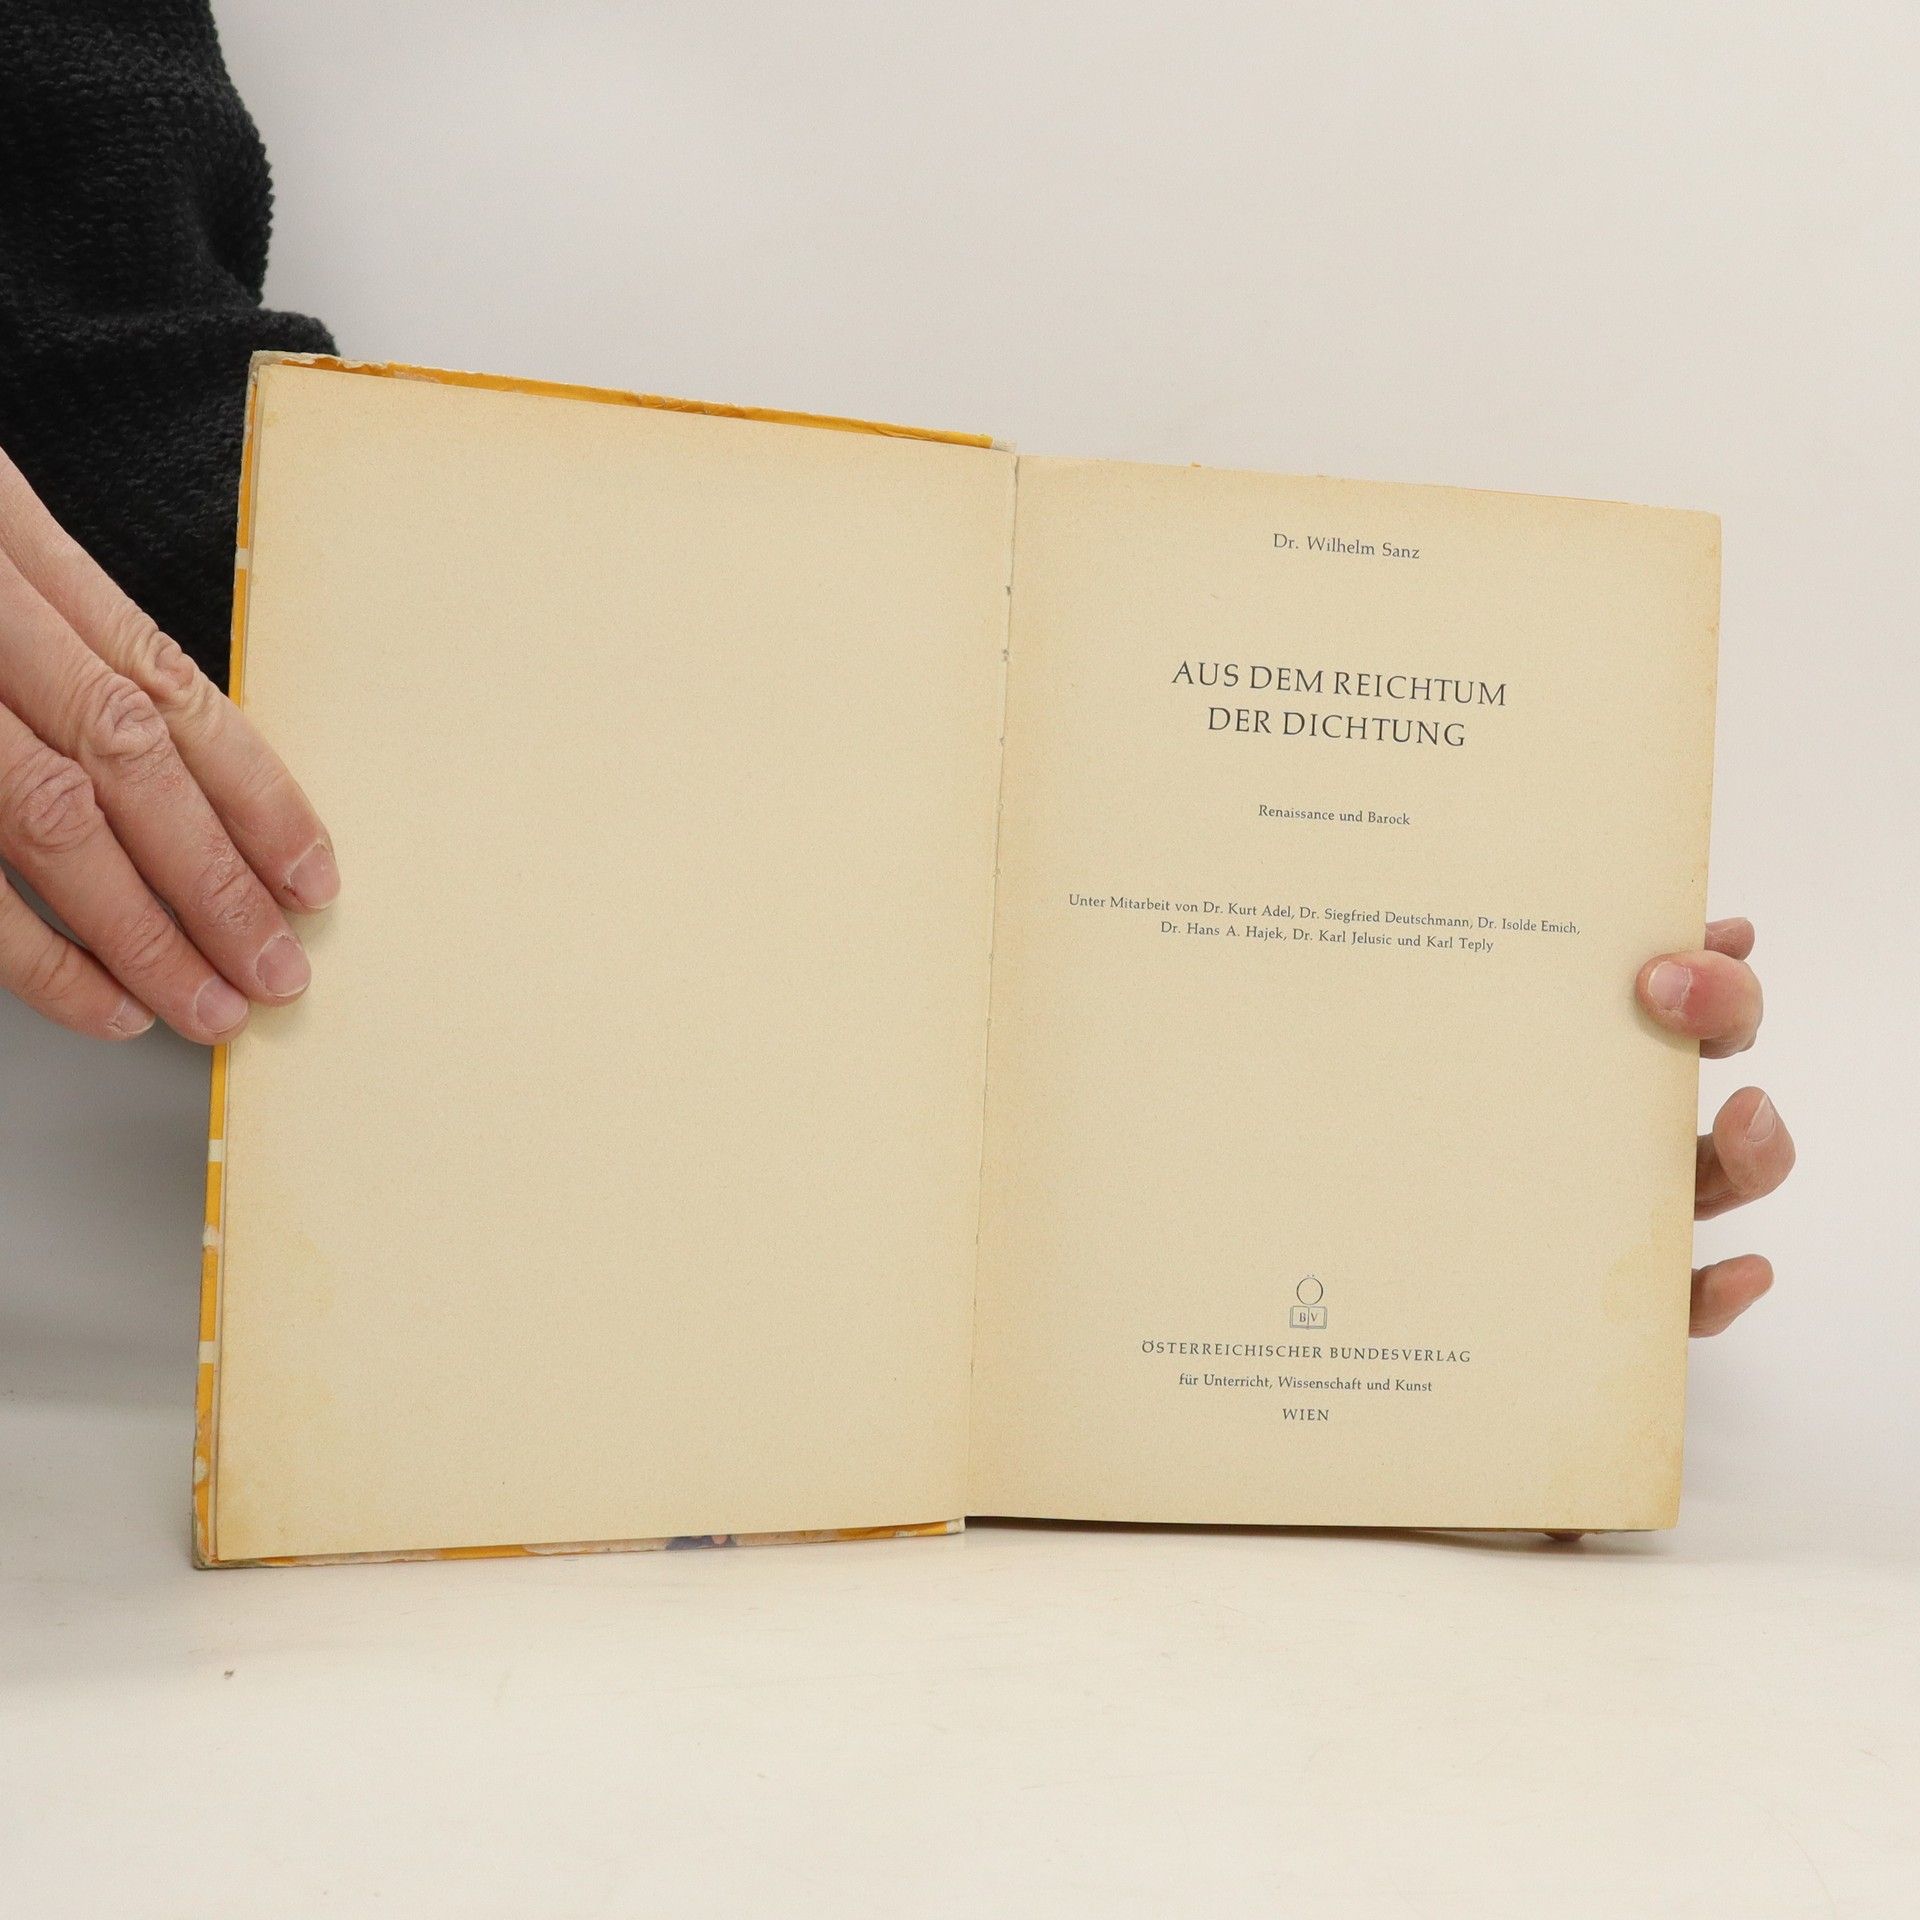 Dr. Wilhelm Sanz
AUS DEM REICHTUM
DER DICHTUNG
Renaissance und Barock
Unter Mitarbeit von Dr. Kurt Adel, Dr. Siegfried Deutschmann, Dr. Isolde Emich,
Dr. Hans A. Hajek, Dr. Karl Jelusic und Karl Teply
Ö
B V
ÖSTERREICHISCHER BUNDESVERLAG
für Unterricht, Wissenschaft und Kunst
WIEN